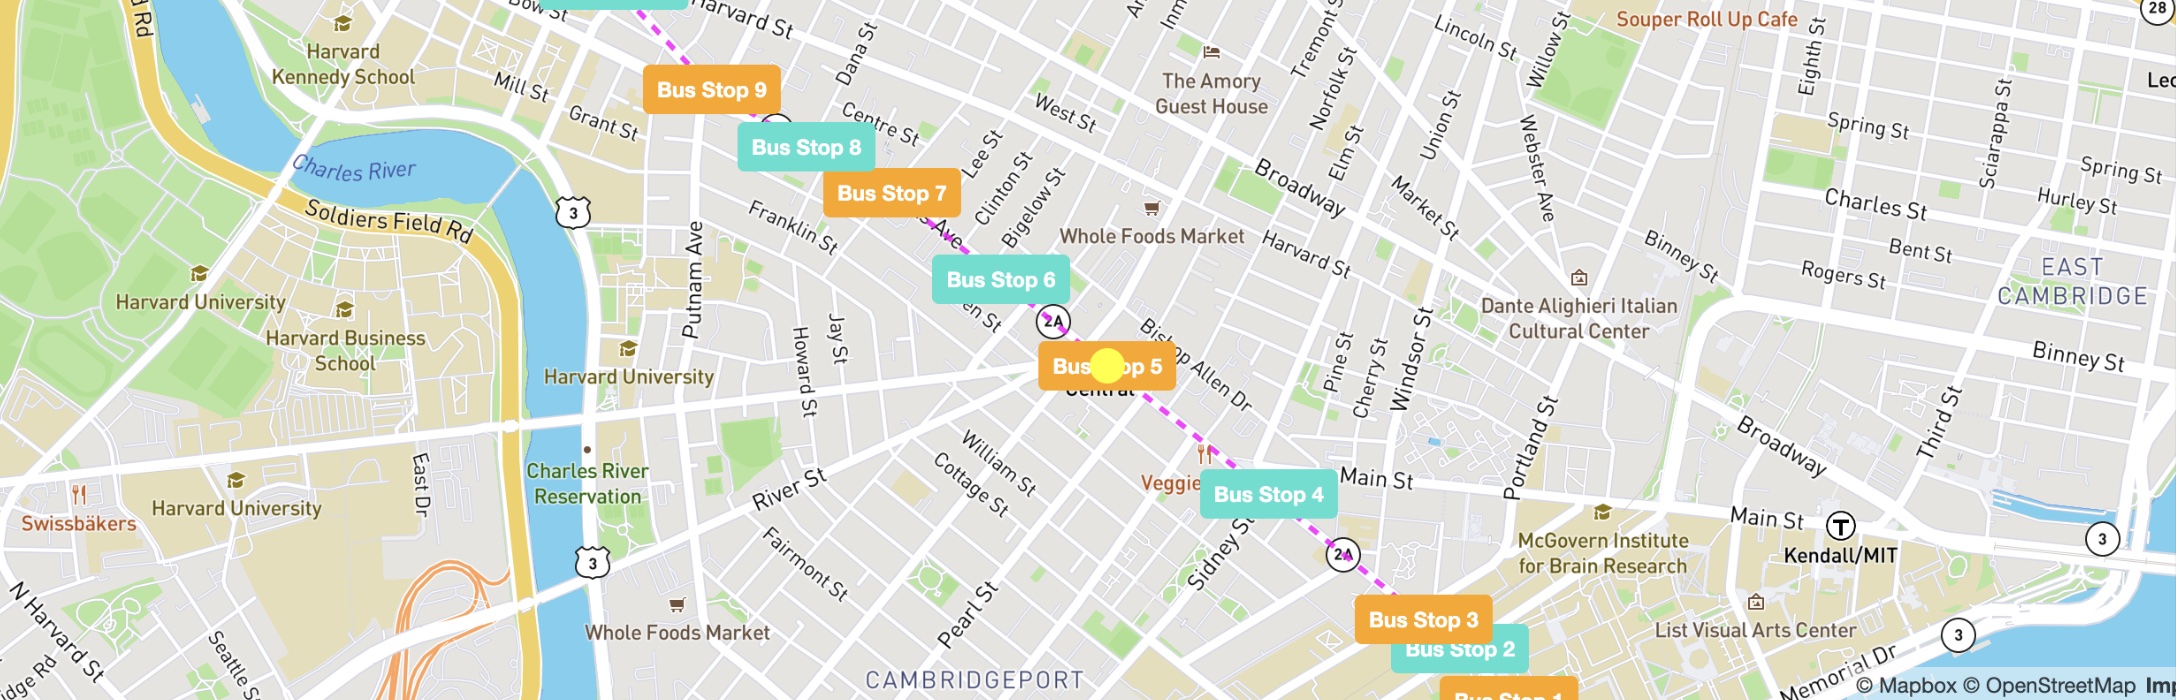 Bow St
Harvard St
Dana St
Inm
28
Souper Roll Up Cafe
Lincoln St
Willow St
Eighth St
Tremont S
Harvard
Kennedy School
Mill St
Grant St
Bus Stop 9
Centre St
Bus Stop 8
Bus Stop 7
The Amory
Guest House
West St
Norfolk St
Elm St
Union St
Webster Ave
Spring St
Sciarappa St
Spring St
Charles St
Hurley St
Bent St
Rogers St
EAST
CAMBRIDGE
Binney St
Binney St
Charles River
Soldiers Field Rd
3
Lee St
Clinton St
Bigelow St
Ave
Franklin St
Putnam Ave
Whole Foods Market
Broadway
Market St
Harvard St
Dante Alighieri Italian
Cultural Center
Harvard University
Harvard Business
School
Harvard University
Howard St
Jay St
Bus Stop 6
en St
2A
Bus op 5
Central
Bishop Allen Dr
Pine St
Cherry St
Windsor St
Portland St
Third St
Broadway
Charles River
Reservation
East Dr
Harvard University
Swissbäkers
River St
William St
Cottage St
Fairmont St
Veggie
Bus Stop 4
Main St
Main St
Kendall/MIT
T
3
McGovern Institute
for Brain Research
Sidney St
2A
Bus Stop 3
Bus Stop 2
Bus Stop 1
3
Whole Foods Market
Pearl St
CAMBRIDGEPORT
N Harvard St
Seattle S
idge Rd
List Visual Arts Center
3
Memorial Dr
© Mapbox © OpenStreetMap Im